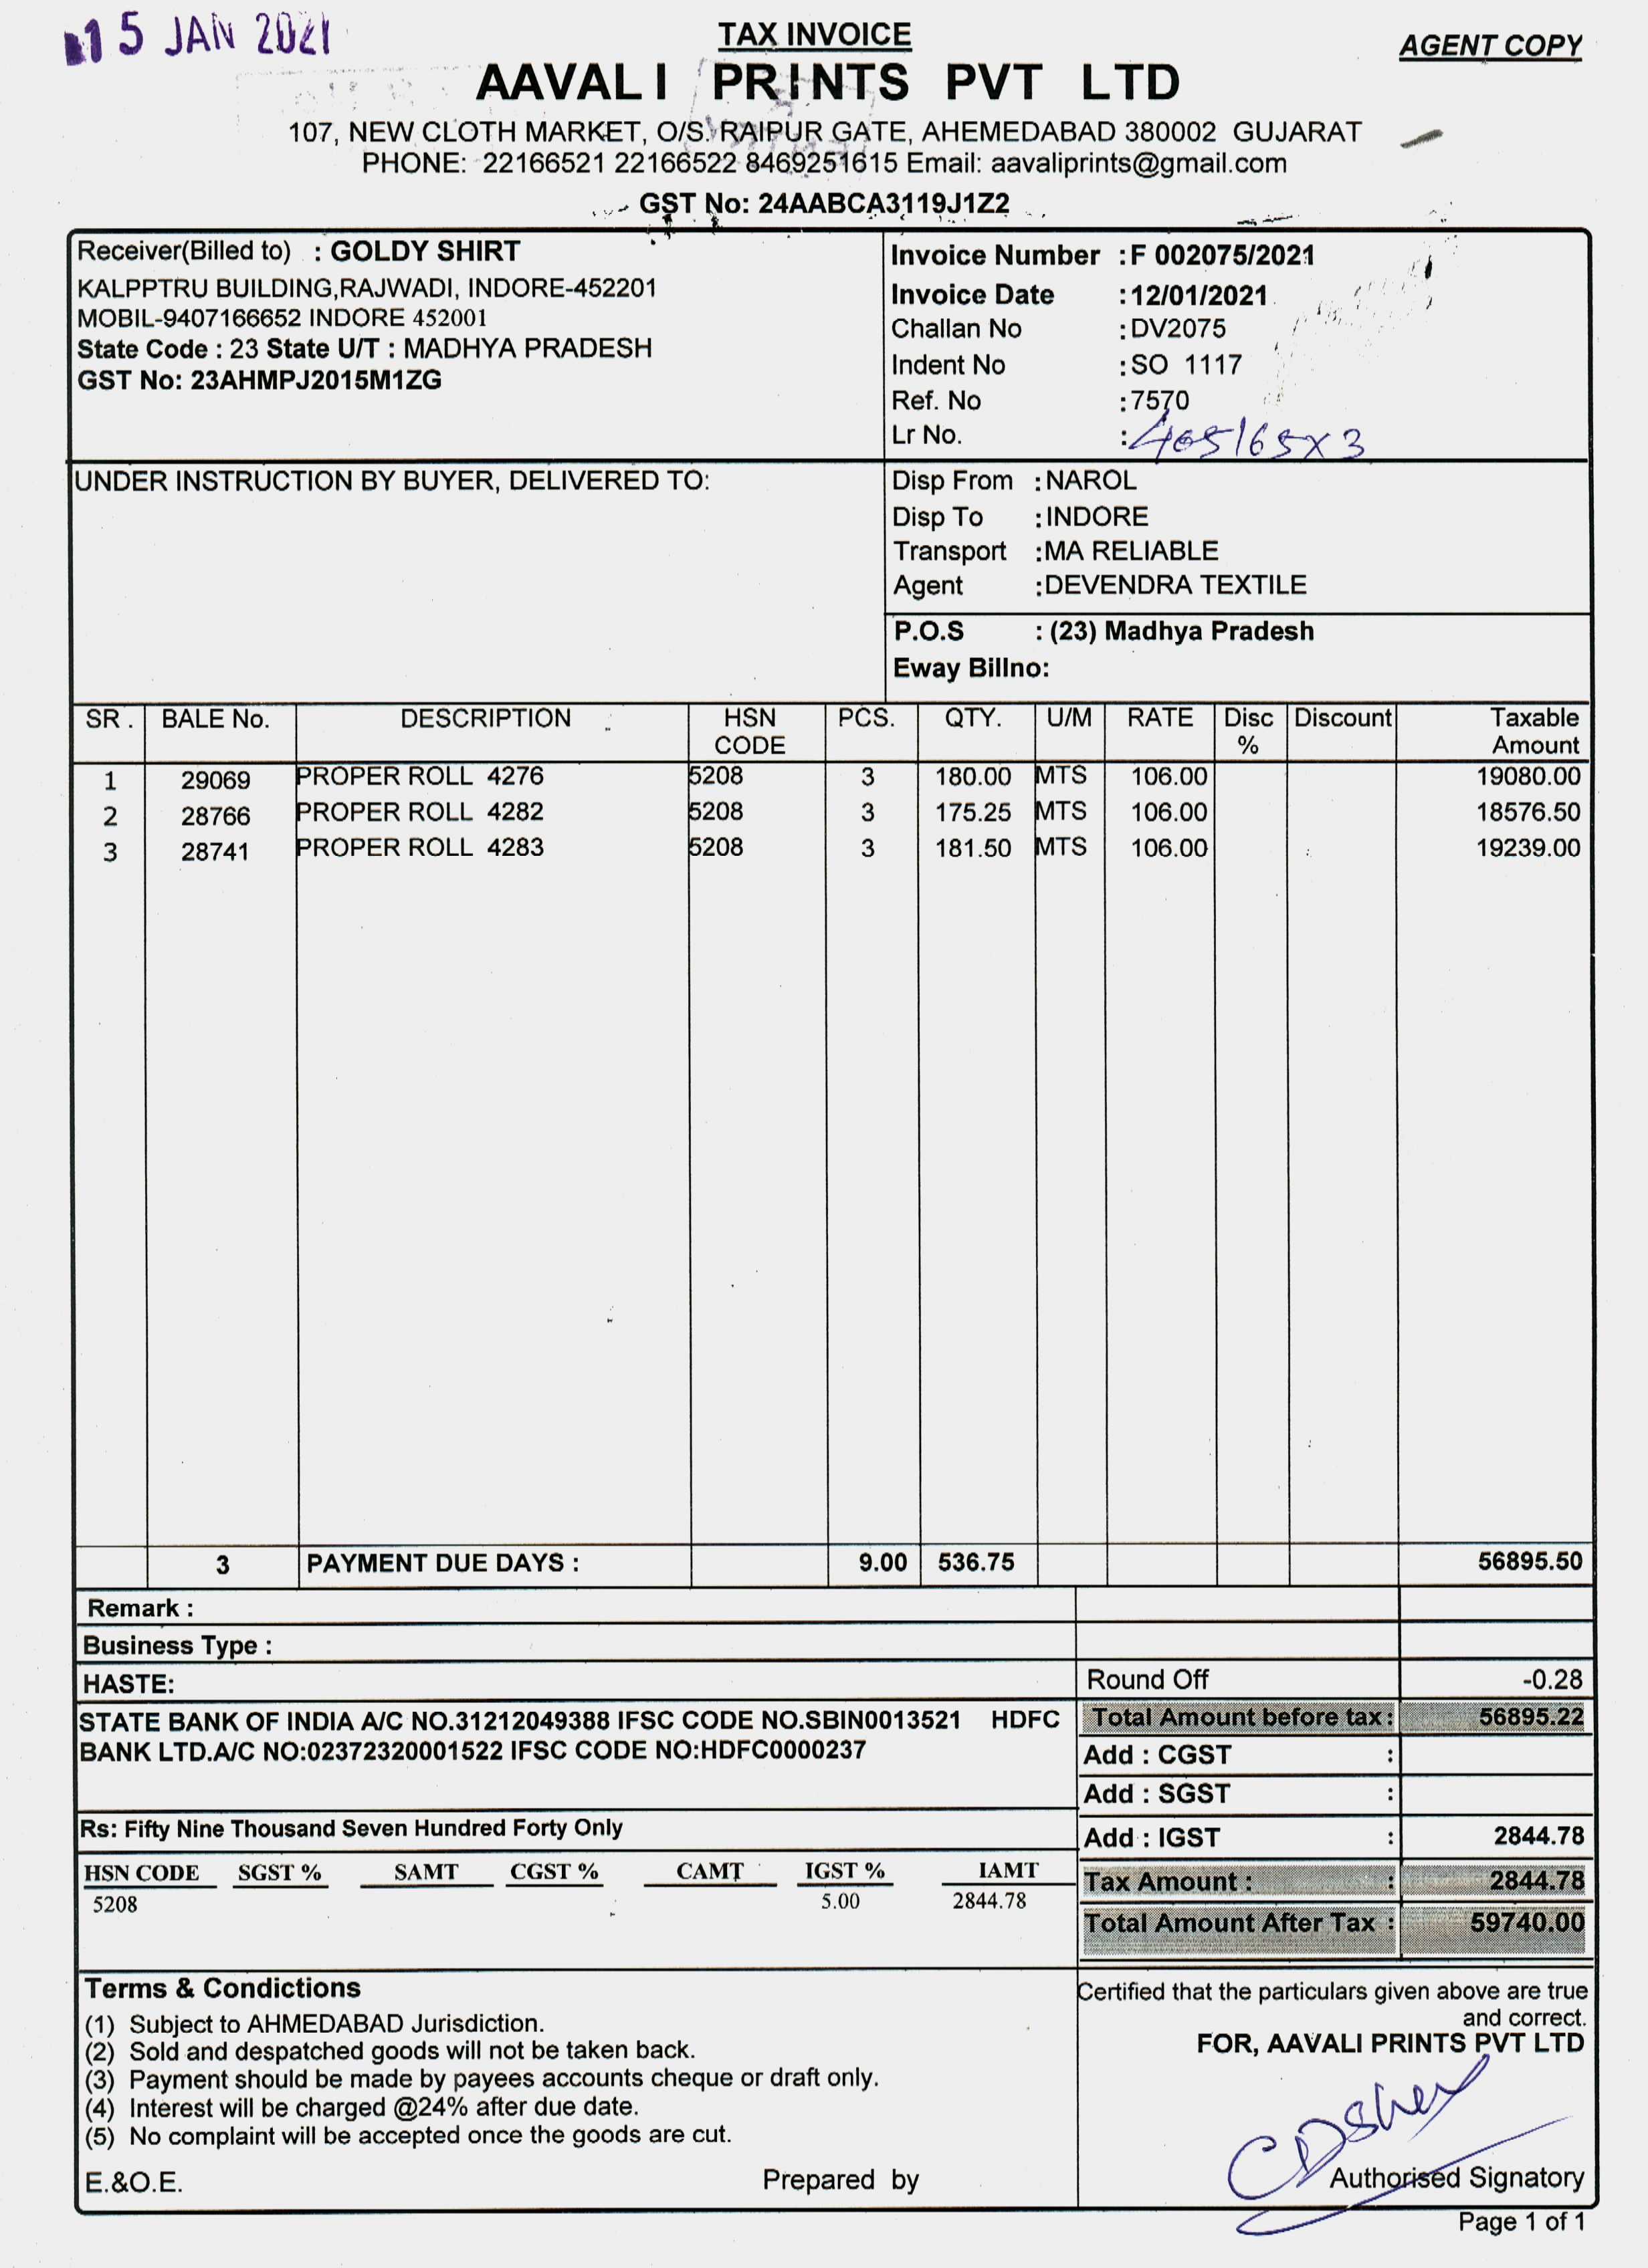 15 JAN 2021
TAX INVOICE
AGENT COPY
AAVALI PRINTS PVT LTD
107, NEW CLOTH MARKET, O/S. RAIPUR GATE, AHEMEDABAD 380002 GUJARAT
PHONE: 22166521 22166522 8469251615 Email: aavaliprints@gmail.com
GST No: 24AABCA3119J1Z2
Receiver(Billed to) : GOLDY SHIRT
KALPPTRU BUILDING,RAJWADI, INDORE-452201
MOBIL-9407166652 INDORE 452001
State Code : 23 State U/T : MADHYA PRADESH
GST No: 23AHMPJ2015M1ZG
Invoice Number : F 002075/2021
Invoice Date : 12/01/2021
Challan No : DV2075
Indent No : SO 1117
Ref. No : 7570
Lr No. : 465165x3
UNDER INSTRUCTION BY BUYER, DELIVERED TO:
Disp From : NAROL
Disp To : INDORE
Transport : MA RELIABLE
Agent : DEVENDRA TEXTILE
P.O.S : (23) Madhya Pradesh
Eway Billno:
SR. BALE No. DESCRIPTION HSN CODE PCS. QTY. U/M RATE Disc % Discount Taxable Amount
1 29069 PROPER ROLL 4276 5208 3 180.00 MTS 106.00 19080.00
2 28766 PROPER ROLL 4282 5208 3 175.25 MTS 106.00 18576.50
3 28741 PROPER ROLL 4283 5208 3 181.50 MTS 106.00 19239.00
3 PAYMENT DUE DAYS : 9.00 536.75 56895.50
Remark :
Business Type :
HASTE:
Round Off -0.28
STATE BANK OF INDIA A/C NO.31212049388 IFSC CODE NO.SBIN0013521 HDFC
BANK LTD.A/C NO:02372320001522 IFSC CODE NO:HDFC0000237
Total Amount before tax: 56895.22
Add : CGST :
Add : SGST :
Rs: Fifty Nine Thousand Seven Hundred Forty Only
Add : IGST : 2844.78
HSN CODE SGST % SAMT CGST % CAMT IGST % IAMT
5208 5.00 2844.78
Tax Amount : : 2844.78
Total Amount After Tax : 59740.00
Terms & Condictions
(1) Subject to AHMEDABAD Jurisdiction.
(2) Sold and despatched goods will not be taken back.
(3) Payment should be made by payees accounts cheque or draft only.
(4) Interest will be charged @24% after due date.
(5) No complaint will be accepted once the goods are cut.
E.&O.E.
Prepared by
Certified that the particulars given above are true
and correct.
FOR, AAVALI PRINTS PVT LTD
Authorised Signatory
Page 1 of 1